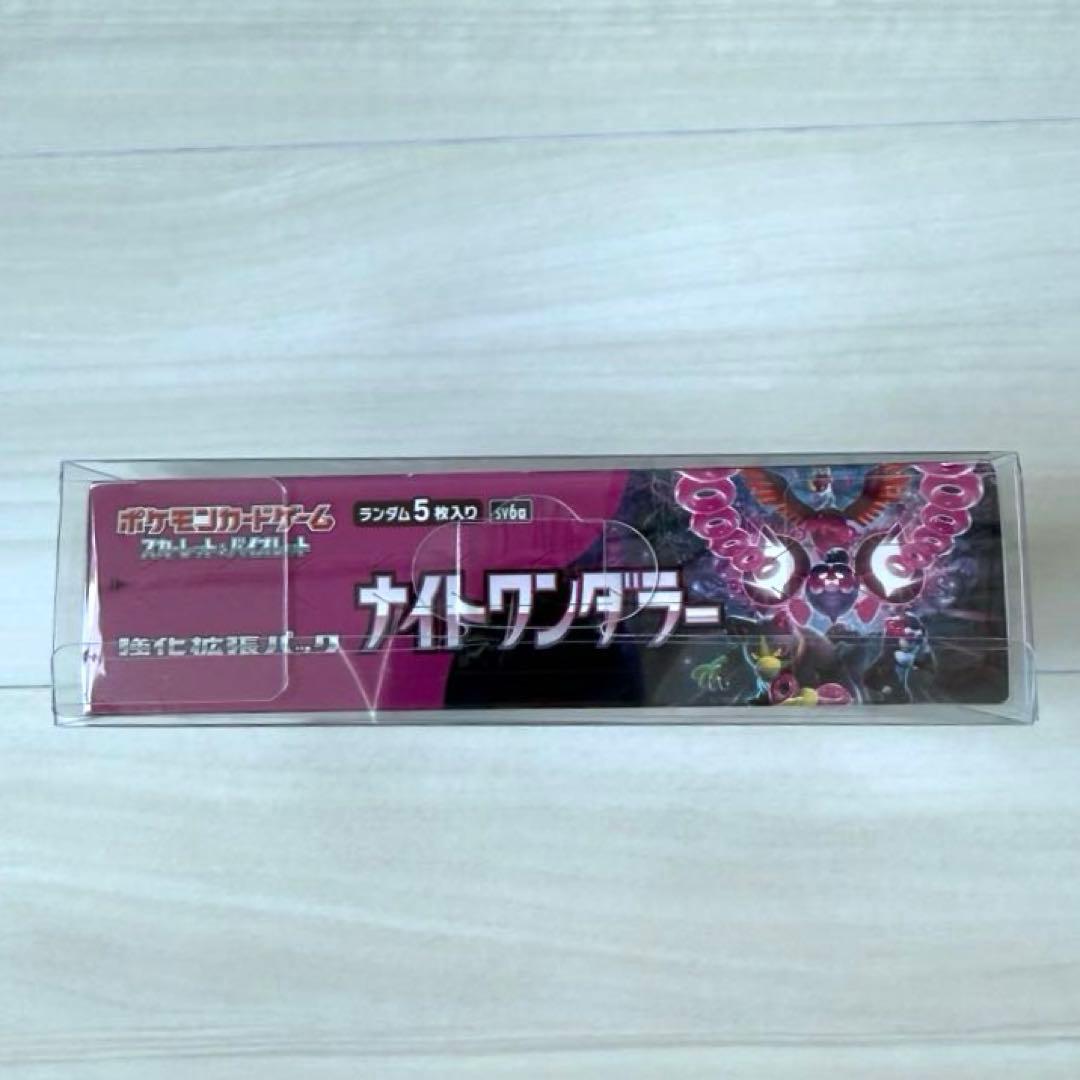 ポケモンカードゲーム
スカーレット&バイオレット
ランダム5枚入り sv6a
ナイトワンダラー
強化拡張パック